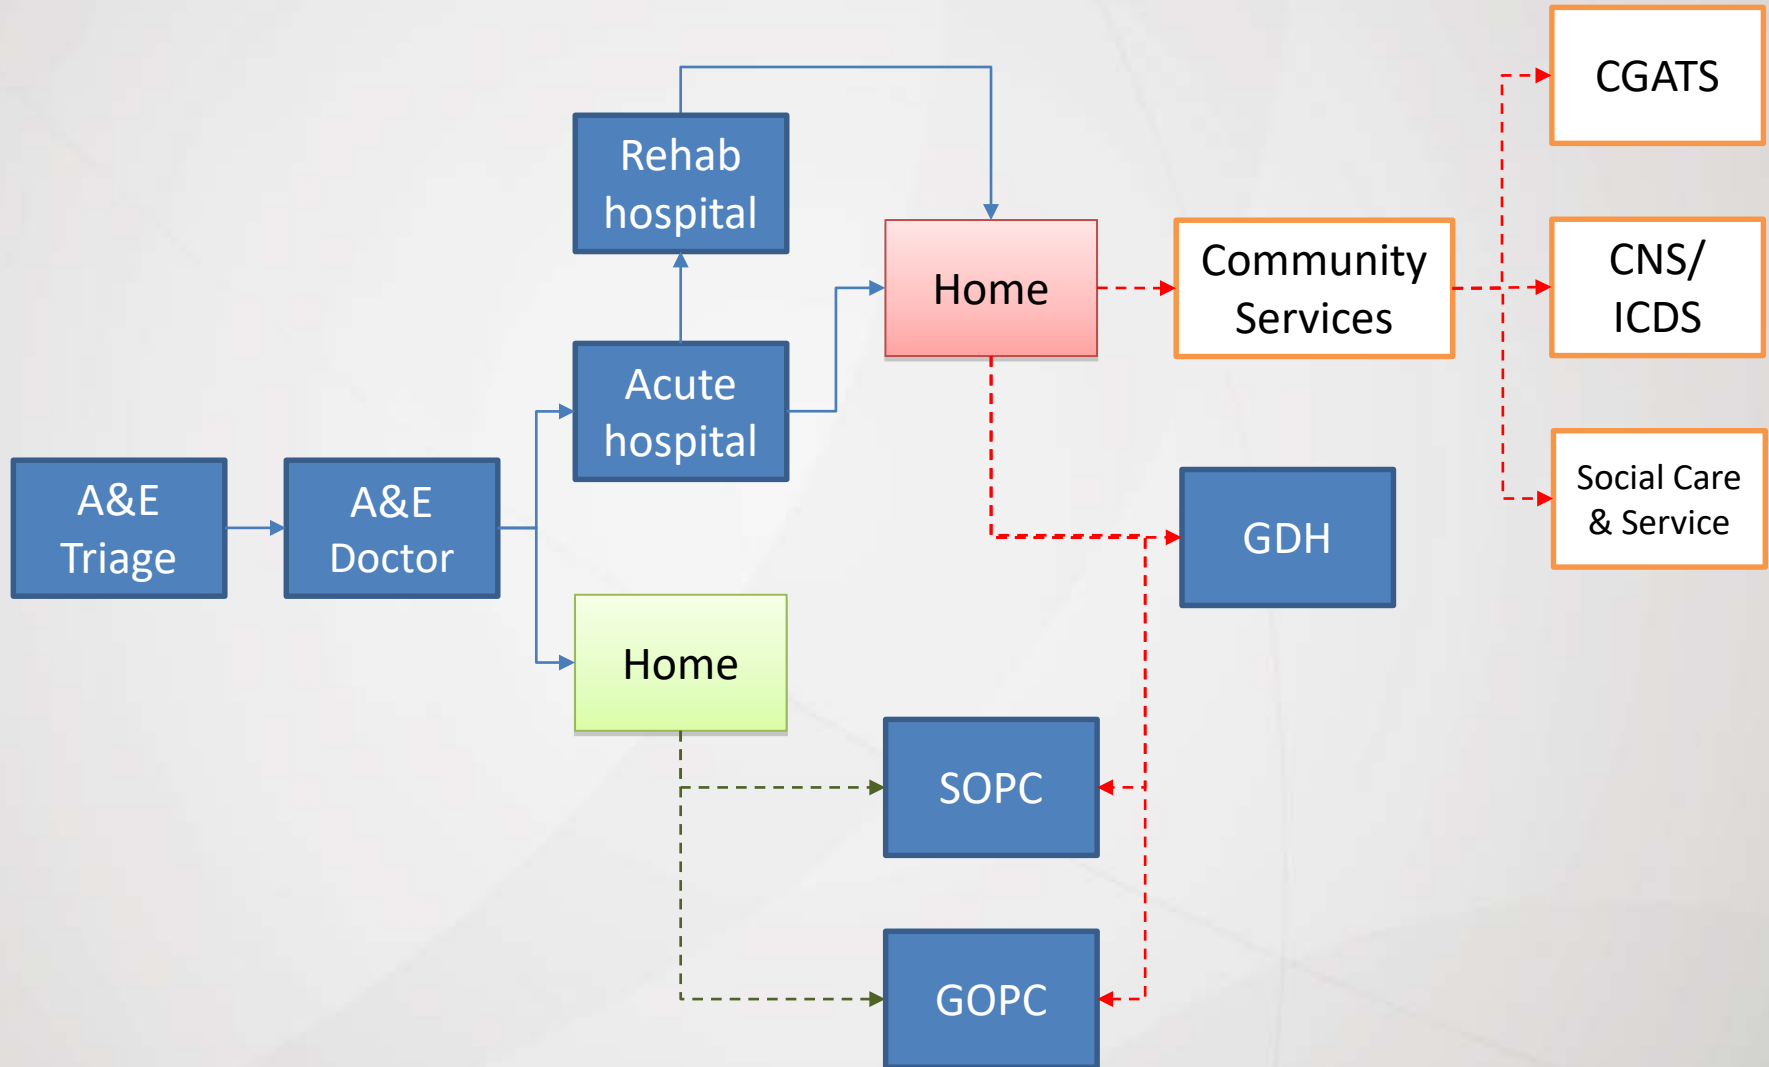 A&E
Triage
A&E
Doctor
Rehab
hospital
Acute
hospital
Home
Home
Community
Services
CGATS
CNS/
ICDS
Social Care
& Service
GDH
SOPC
GOPC